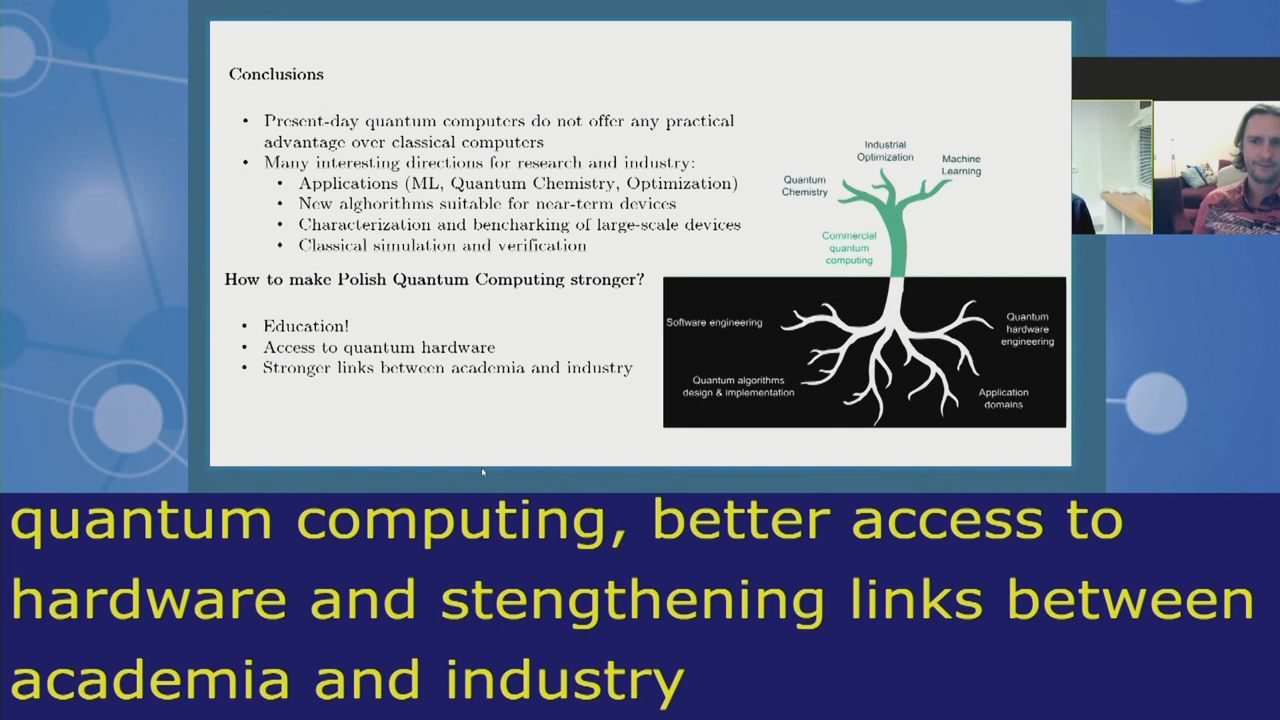 Conclusions
• Present-day quantum computers do not offer any practical
advantage over classical computers
• Many interesting directions for research and industry:
• Applications (ML, Quantum Chemistry, Optimization)
• New alghorithms suitable for near-term devices
• Characterization and bencharking of large-scale devices
• Classical simulation and verification
How to make Polish Quantum Computing stronger?
• Education!
• Access to quantum hardware
• Stronger links between academia and industry
Industrial
Optimization
Machine
Learning
Quantum
Chemistry
Commercial
quantum
computing
Software engineering
Quantum
hardware
engineering
Quantum algorithms
design & implementation
Application
domains
quantum computing, better access to
hardware and stengthening links between
academia and industry